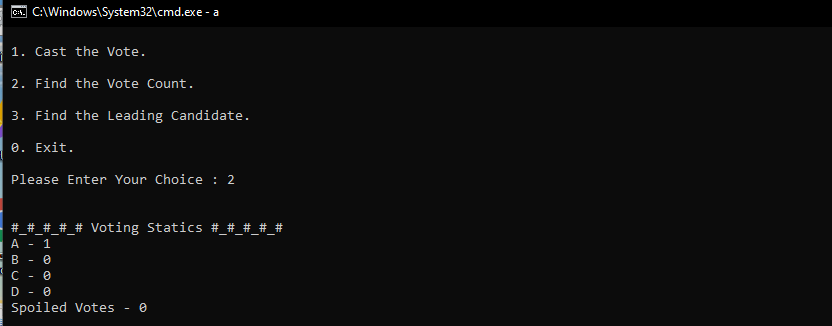 C:\Windows\System32\cmd.exe - a
1. Cast the Vote.
2. Find the Vote Count.
3. Find the Leading Candidate.
0. Exit.
Please Enter Your Choice : 2
#_#_#_#_# Voting Statics #_#_#_#_#
A - 1
B - 0
C - 0
D - 0
Spoiled Votes - 0